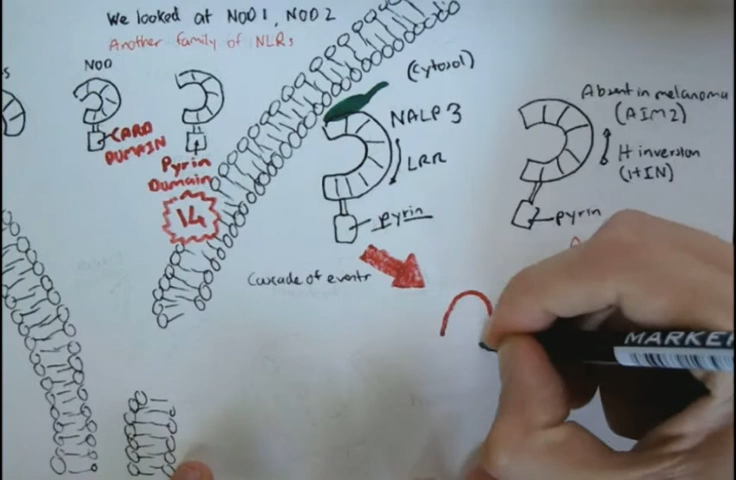 We looked at NOD1, NOD2
Another family of NLRs
s
NOD
CARD
DOMAIN
Pyrin
Domain
14
(Cytosol)
NALP3
LRR
pyrin
Cascade of events
Absent in melanoma
(AIM2)
H inversion
(HIN)
pyrin
MARKE